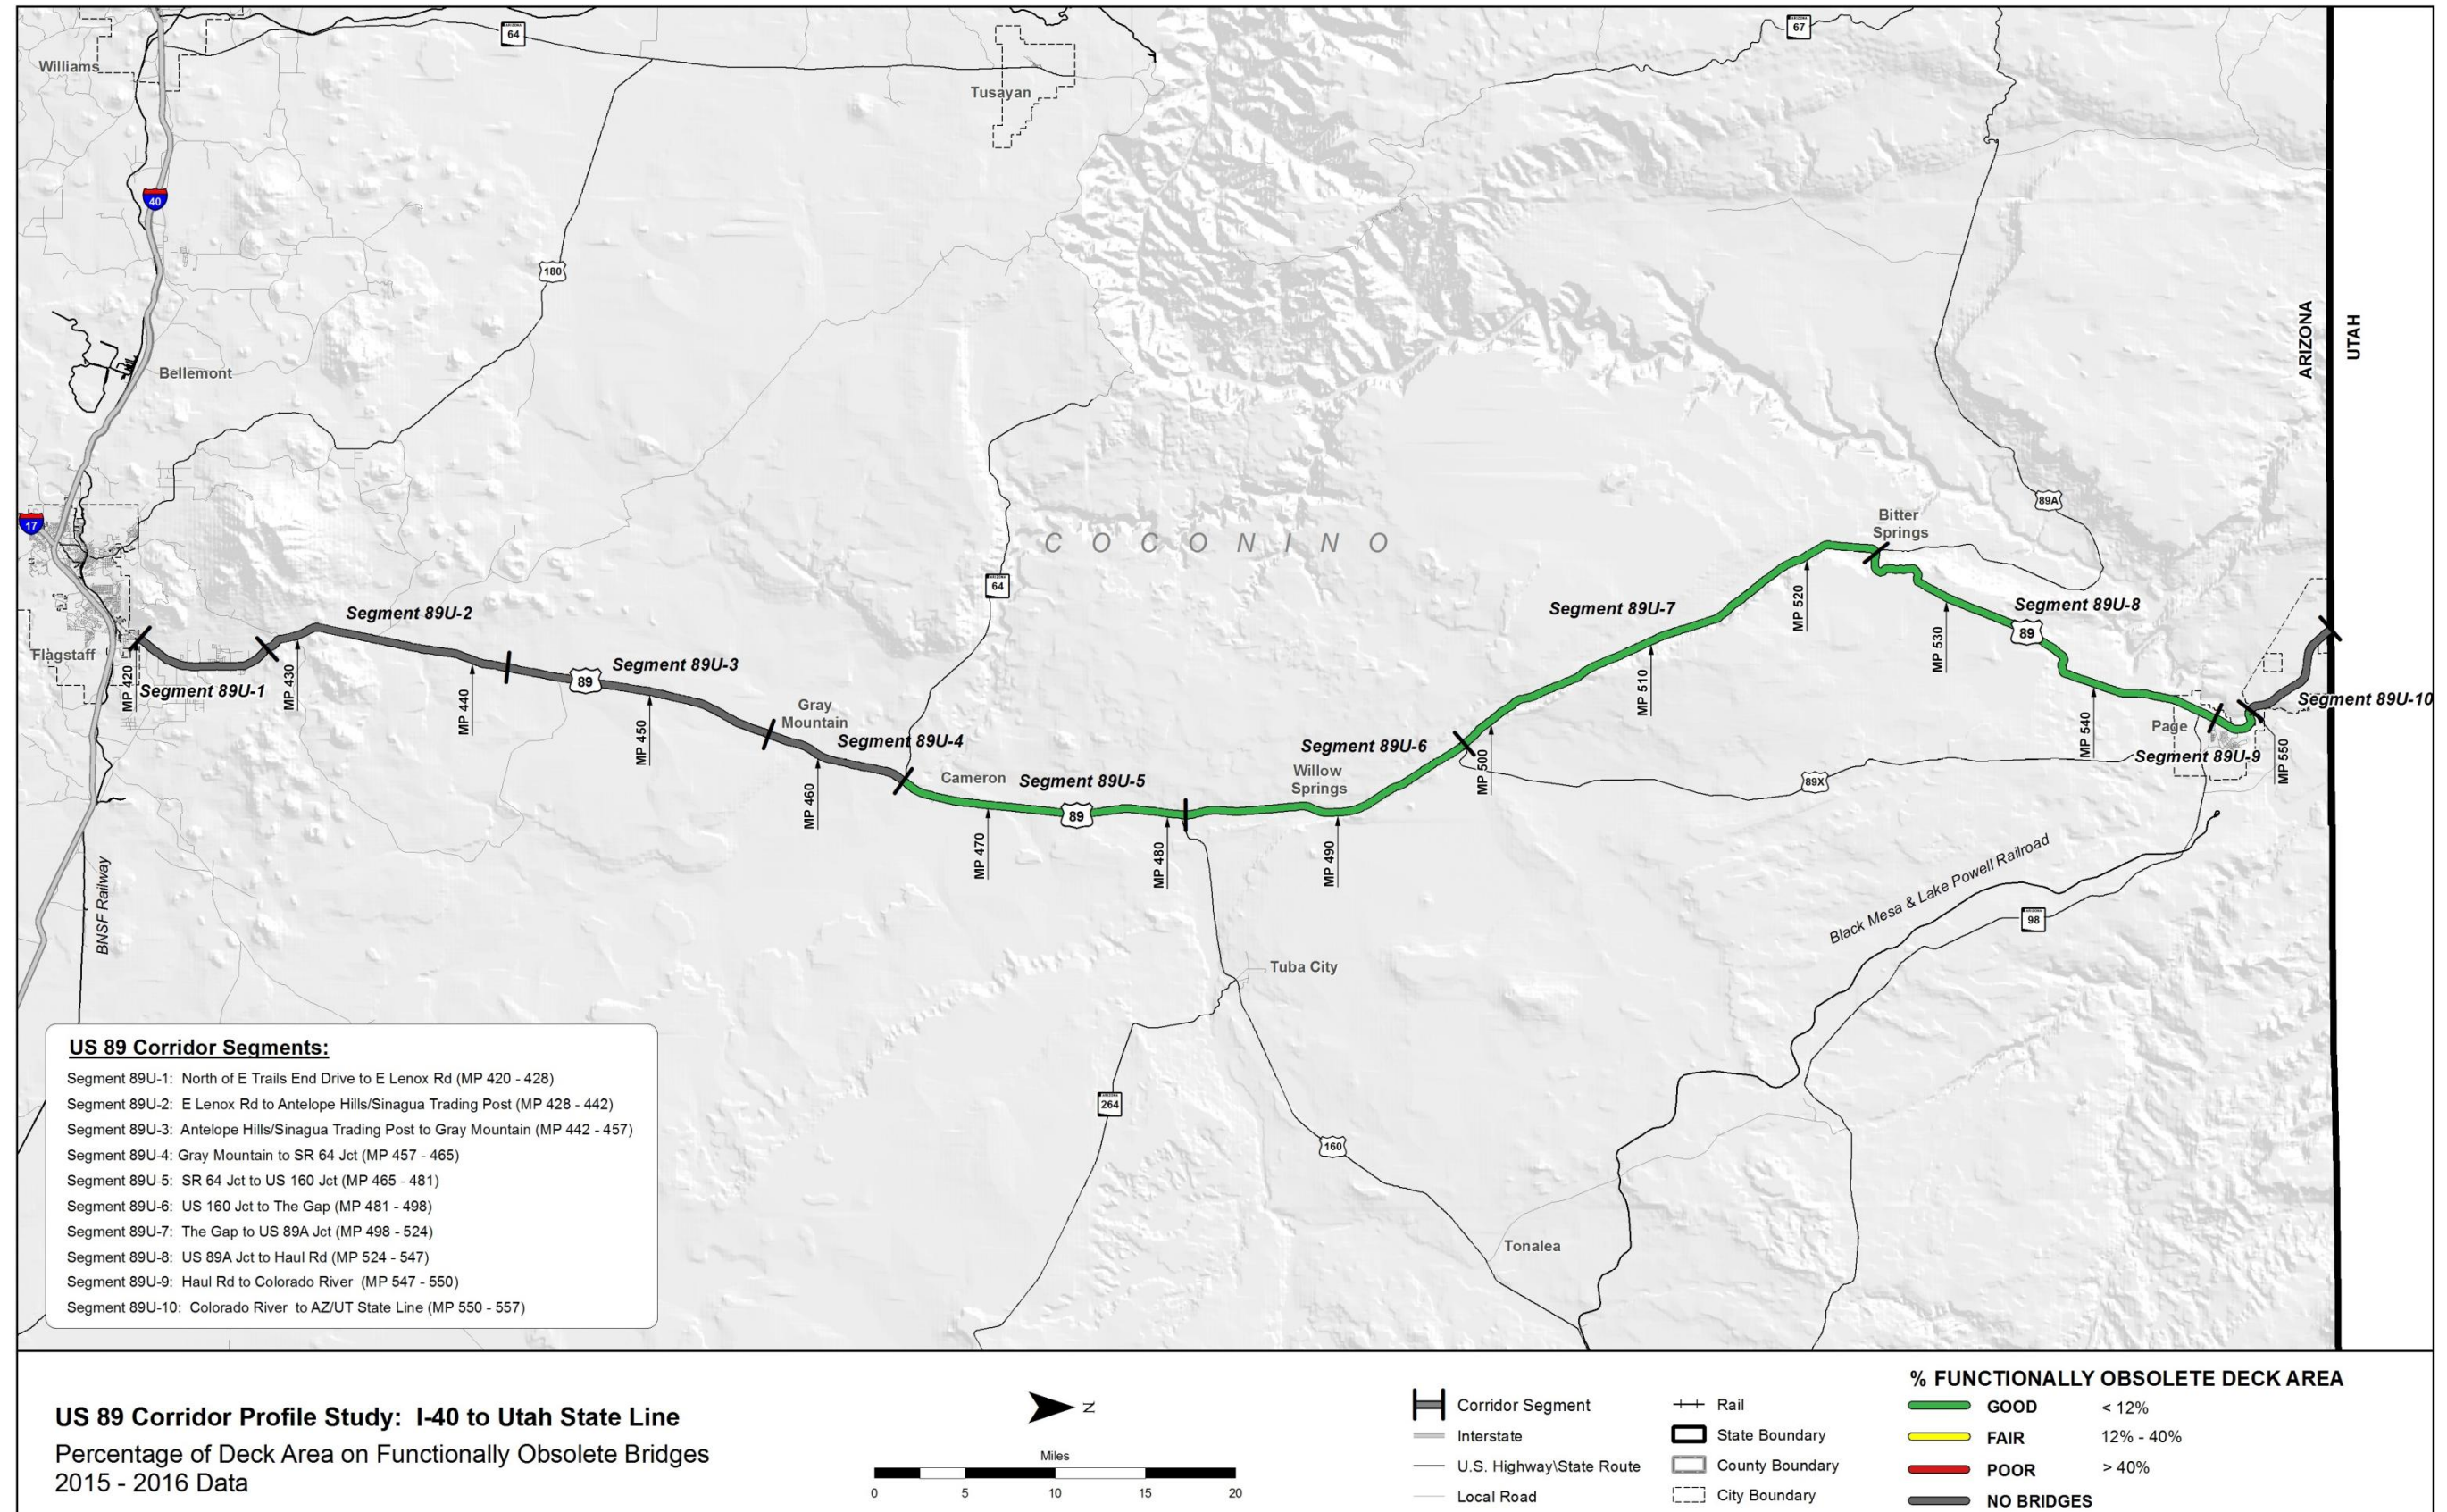 64
67
Williams
Tusayan
40
180
ARIZONA
UTAH
Bellemont
89A
17
Bitter
Springs
COCONINO
64
MP 520
Segment 89U-7
Segment 89U-8
89
MP 530
Segment 89U-2
Flagstaff
MP 420
Segment 89U-1
MP 430
MP 440
Segment 89U-3
89
MP 450
MP 510
Segment 89U-10
Gray
Mountain
Segment 89U-4
MP 460
Segment 89U-6
MP 500
MP 540
Page
Segment 89U-9
MP 550
Cameron
Segment 89U-5
Willow
Springs
89X
89
MP 470
MP 480
MP 490
BNSF Railway
Black Mesa & Lake Powell Railroad
98
Tuba City
264
160
Tonalea
US 89 Corridor Segments:
Segment 89U-1: North of E Trails End Drive to E Lenox Rd (MP 420 - 428)
Segment 89U-2: E Lenox Rd to Antelope Hills/Sinagua Trading Post (MP 428 - 442)
Segment 89U-3: Antelope Hills/Sinagua Trading Post to Gray Mountain (MP 442 - 457)
Segment 89U-4: Gray Mountain to SR 64 Jct (MP 457 - 465)
Segment 89U-5: SR 64 Jct to US 160 Jct (MP 465 - 481)
Segment 89U-6: US 160 Jct to The Gap (MP 481 - 498)
Segment 89U-7: The Gap to US 89A Jct (MP 498 - 524)
Segment 89U-8: US 89A Jct to Haul Rd (MP 524 - 547)
Segment 89U-9: Haul Rd to Colorado River (MP 547 - 550)
Segment 89U-10: Colorado River to AZ/UT State Line (MP 550 - 557)
US 89 Corridor Profile Study: I-40 to Utah State Line
Percentage of Deck Area on Functionally Obsolete Bridges
2015 - 2016 Data
N
Miles
0 5 10 15 20
Corridor Segment
Interstate
U.S. Highway\State Route
Local Road
Rail
State Boundary
County Boundary
City Boundary
% FUNCTIONALLY OBSOLETE DECK AREA
GOOD < 12%
FAIR 12% - 40%
POOR > 40%
NO BRIDGES